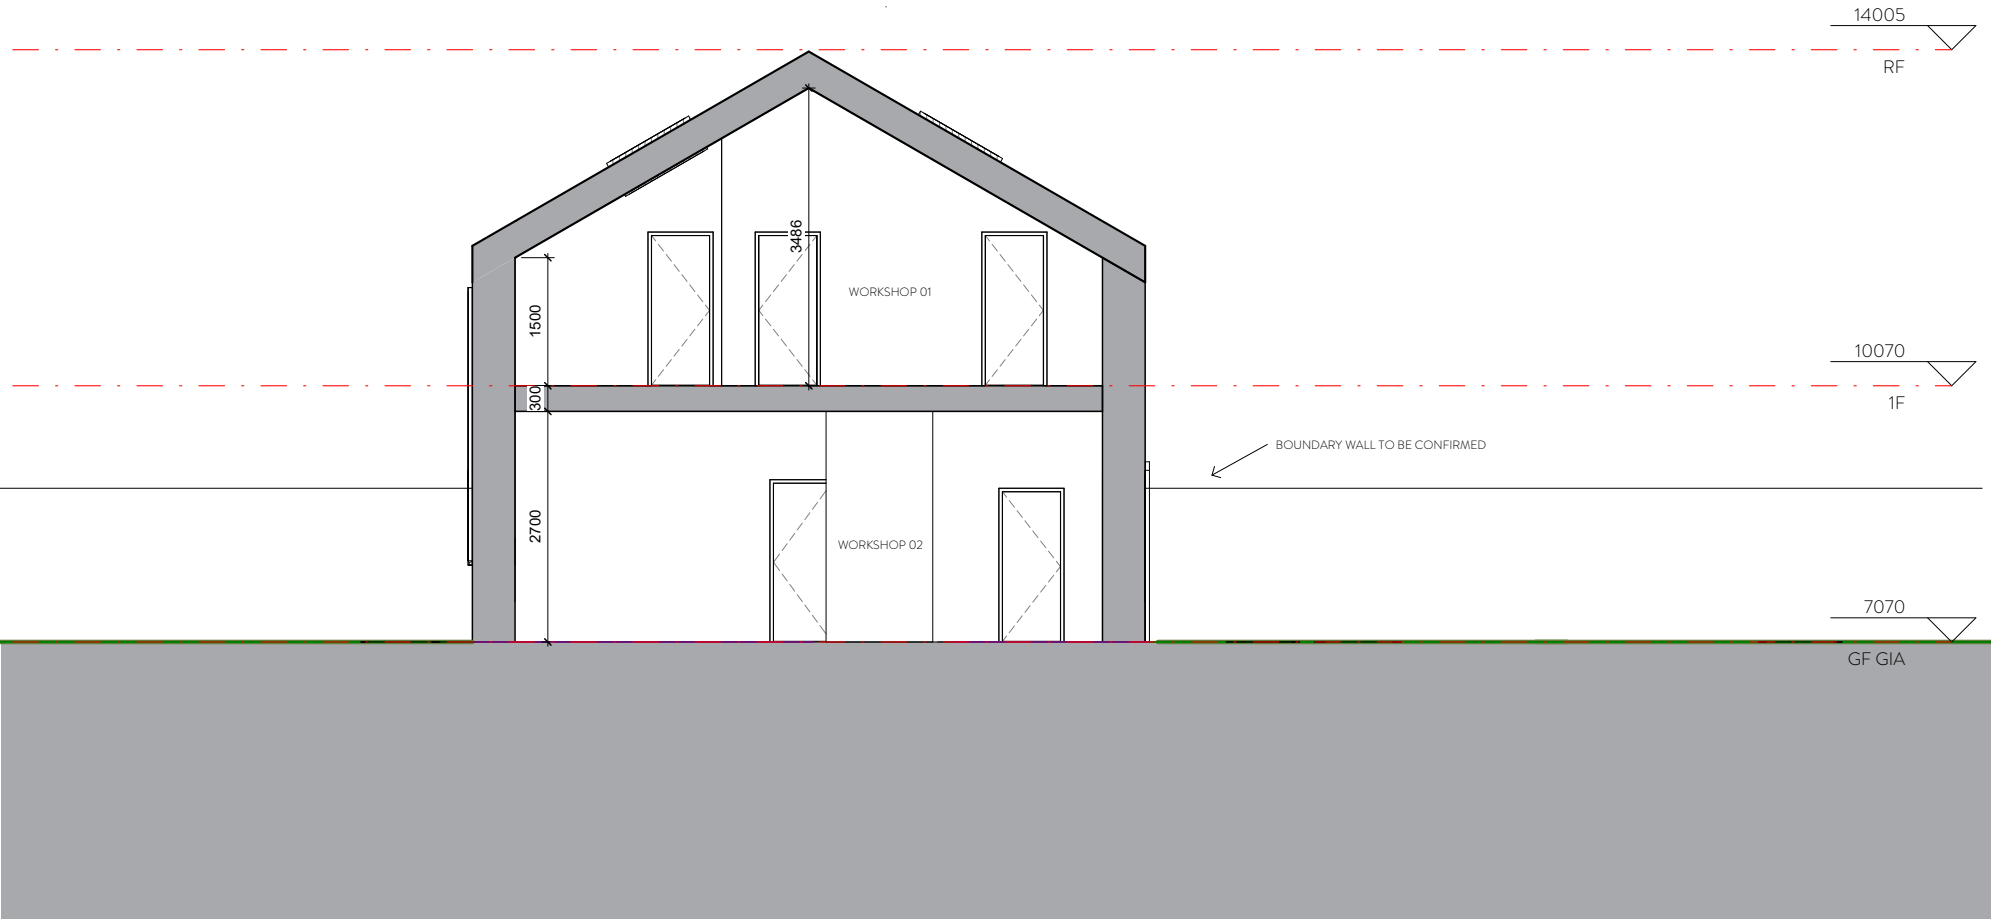 14005
RF
3486
WORKSHOP 01
1500
10070
300
1F
BOUNDARY WALL TO BE CONFIRMED
2700
WORKSHOP 02
7070
GF GIA